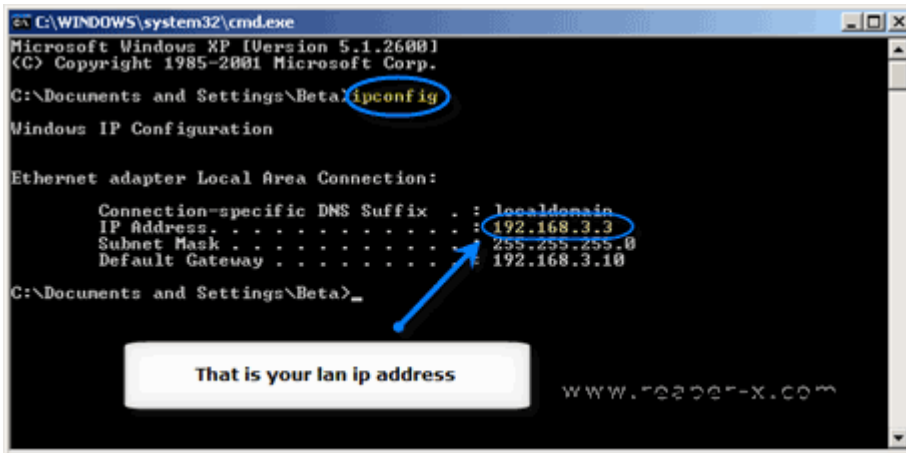 C:\WINDOWS\system32\cmd.exe
Microsoft Windows XP [Version 5.1.2600]
(C) Copyright 1985-2001 Microsoft Corp.
C:\Documents and Settings\Beta>ipconfig
Windows IP Configuration
Ethernet adapter Local Area Connection:
Connection-specific DNS Suffix . : localdomain
IP Address. . . . . . . . . . . . : 192.168.3.3
Subnet Mask . . . . . . . . . . . : 255.255.255.0
Default Gateway . . . . . . . . . : 192.168.3.10
C:\Documents and Settings\Beta>_
That is your lan ip address
www.reaper-x.com